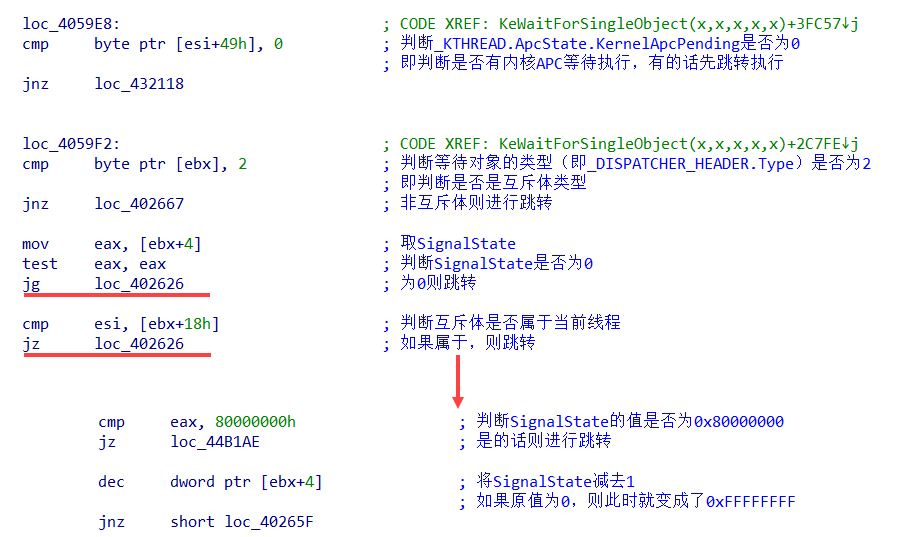 loc_4059E8: ; CODE XREF: KeWaitForSingleObject(x,x,x,x,x)+3FC57↓j
cmp byte ptr [esi+49h], 0 ; 判断_KTHREAD.ApcState.KernelApcPending是否为0
; 即判断是否有内核APC等待执行，有的话先跳转执行
jnz loc_432118
loc_4059F2: ; CODE XREF: KeWaitForSingleObject(x,x,x,x,x)+2C7FE↓j
cmp byte ptr [ebx], 2 ; 判断等待对象的类型（即_DISPATCHER_HEADER.Type）是否为2
; 即判断是否是互斥体类型
jnz loc_402667 ; 非互斥体则进行跳转
mov eax, [ebx+4] ; 取SignalState
test eax, eax ; 判断SignalState是否为0
jg loc_402626 ; 为0则跳转
cmp esi, [ebx+18h] ; 判断互斥体是否属于当前线程
jz loc_402626 ; 如果属于，则跳转
cmp eax, 80000000h ; 判断SignalState的值是否为0x80000000
jz loc_44B1AE ; 是的话则进行跳转
dec dword ptr [ebx+4] ; 将SignalState减去1
; 如果原值为0，则此时就变成了0xFFFFFFFF
jnz short loc_40265F